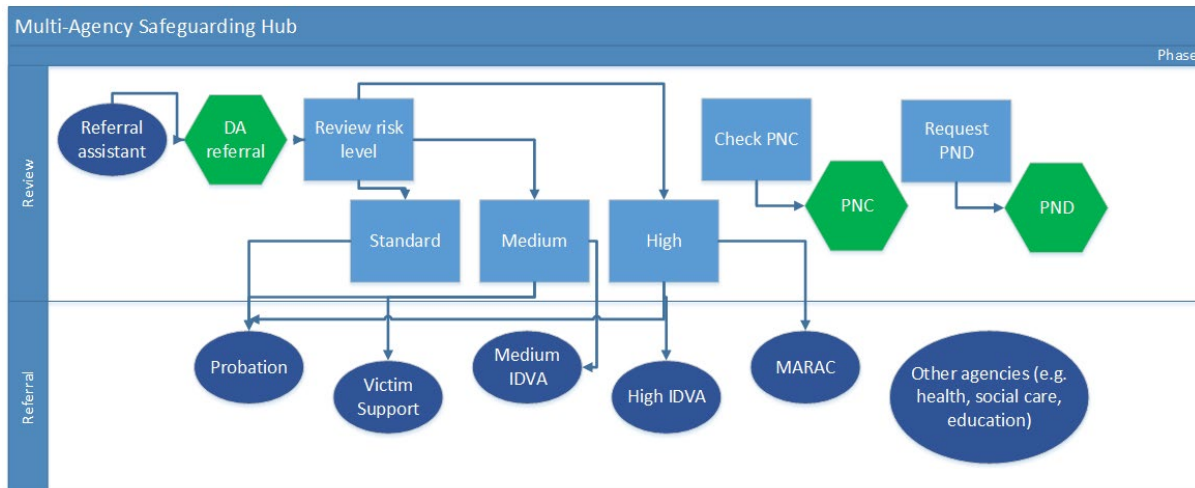 Multi-Agency Safeguarding Hub
Phase
Review
Referral
assistant
DA
referral
Review risk
level
Check PNC
Request
PND
PNC
PND
Standard
Medium
High
Referral
Probation
Victim
Support
Medium
IDVA
High IDVA
MARAC
Other agencies (e.g.
health, social care,
education)